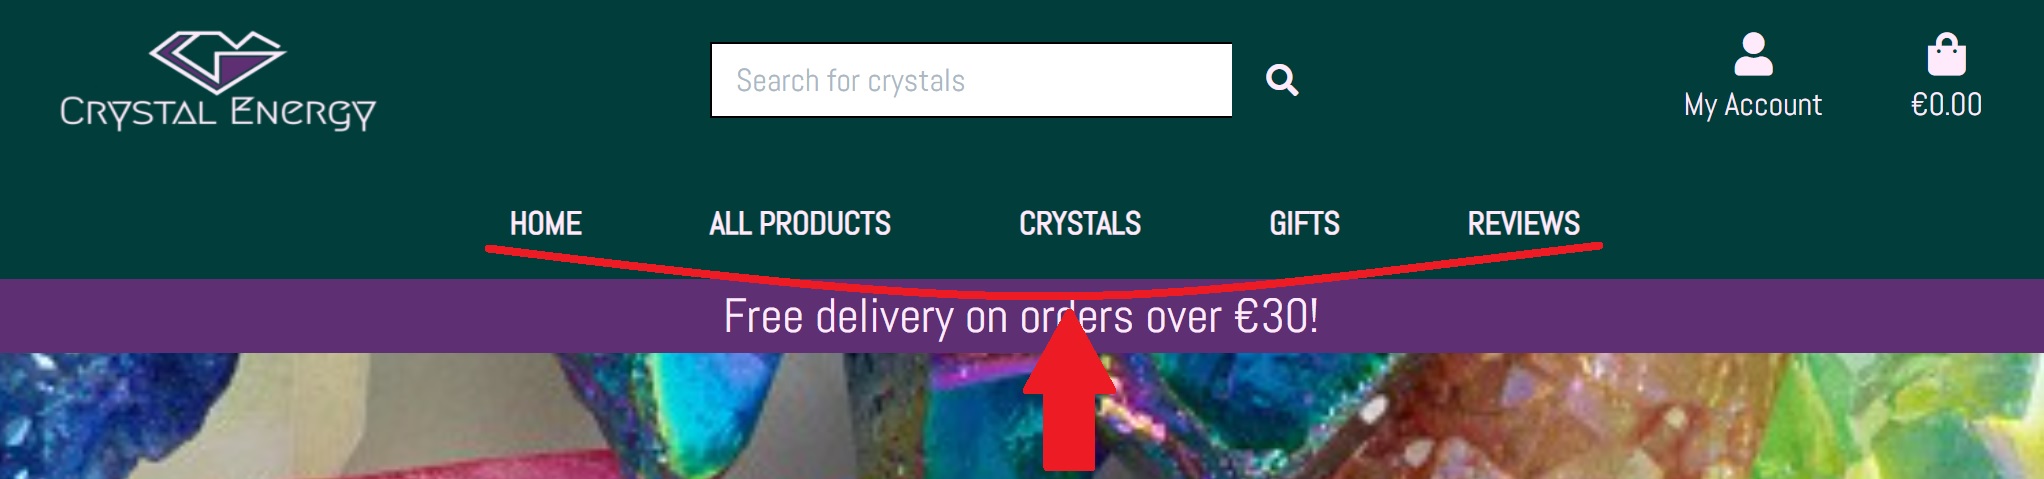 Crystal Energy
Search for crystals
My Account
€0.00
HOME ALL PRODUCTS CRYSTALS GIFTS REVIEWS
Free delivery on orders over €30!